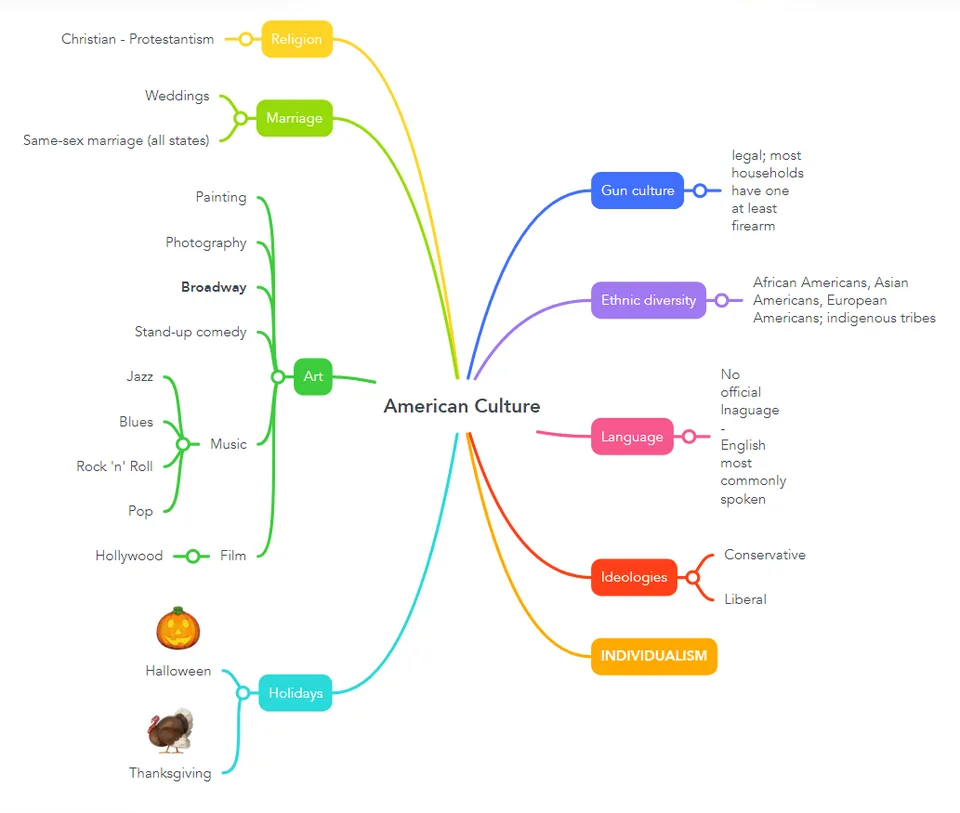 American Culture
Religion
Christian - Protestantism
Marriage
Weddings
Same-sex marriage (all states)
Art
Painting
Photography
Broadway
Stand-up comedy
Music
Jazz
Blues
Rock 'n' Roll
Pop
Film
Hollywood
Holidays
Halloween
Thanksgiving
Gun culture
legal; most
households
have one
at least
firearm
Ethnic diversity
African Americans, Asian
Americans, European
Americans; indigenous tribes
Language
No
official
lnaguage
-
English
most
commonly
spoken
Ideologies
Conservative
Liberal
INDIVIDUALISM